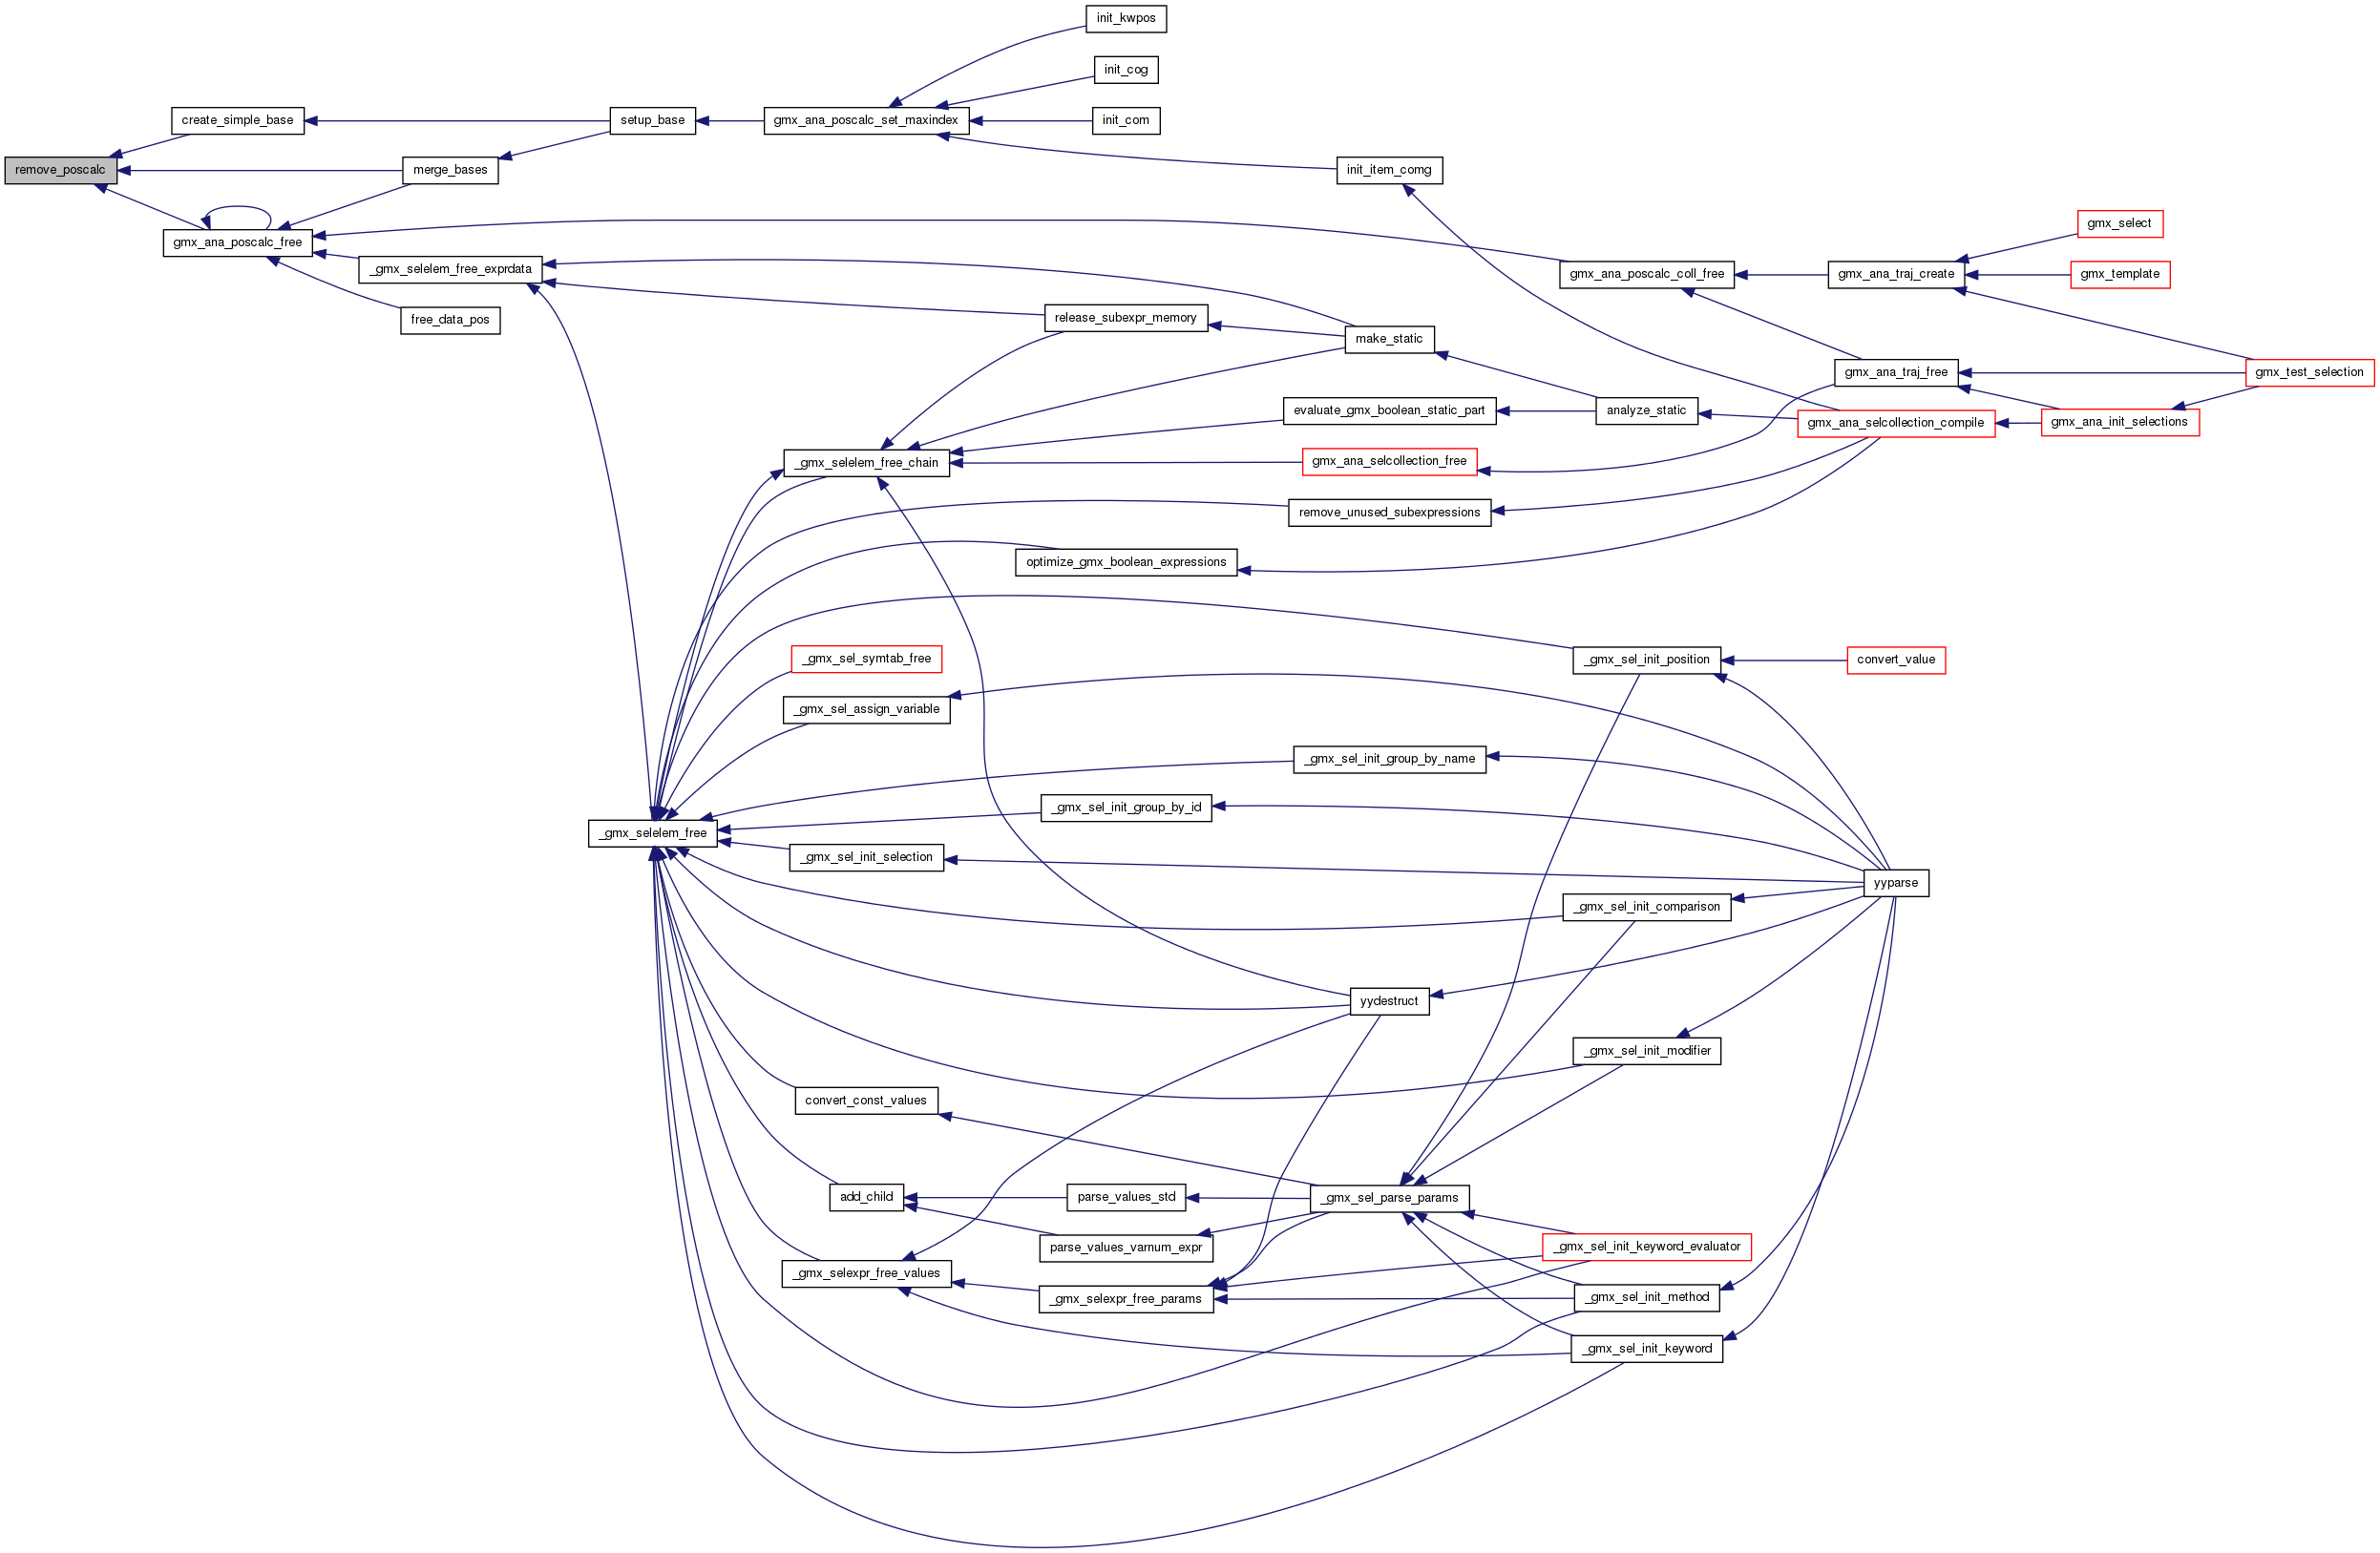 init_kwpos
init_cog
create_simple_base
setup_base
gmx_ana_poscalc_set_maxindex
init_com
remove_poscalc
merge_bases
init_item_comg
gmx_select
gmx_ana_poscalc_free
_gmx_selelem_free_exprdata
gmx_ana_poscalc_coll_free
gmx_ana_traj_create
gmx_template
free_data_pos
release_subexpr_memory
make_static
gmx_ana_traj_free
gmx_test_selection
evaluate_gmx_boolean_static_part
analyze_static
gmx_ana_selcollection_compile
gmx_ana_init_selections
_gmx_selelem_free_chain
gmx_ana_selcollection_free
remove_unused_subexpressions
optimize_gmx_boolean_expressions
_gmx_sel_symtab_free
_gmx_sel_init_position
convert_value
_gmx_sel_assign_variable
_gmx_sel_init_group_by_name
_gmx_sel_init_group_by_id
_gmx_selelem_free
_gmx_sel_init_selection
yyparse
_gmx_sel_init_comparison
yydestruct
_gmx_sel_init_modifier
convert_const_values
add_child
parse_values_std
_gmx_sel_parse_params
parse_values_varnum_expr
_gmx_sel_init_keyword_evaluator
_gmx_selexpr_free_values
_gmx_selexpr_free_params
_gmx_sel_init_method
_gmx_sel_init_keyword